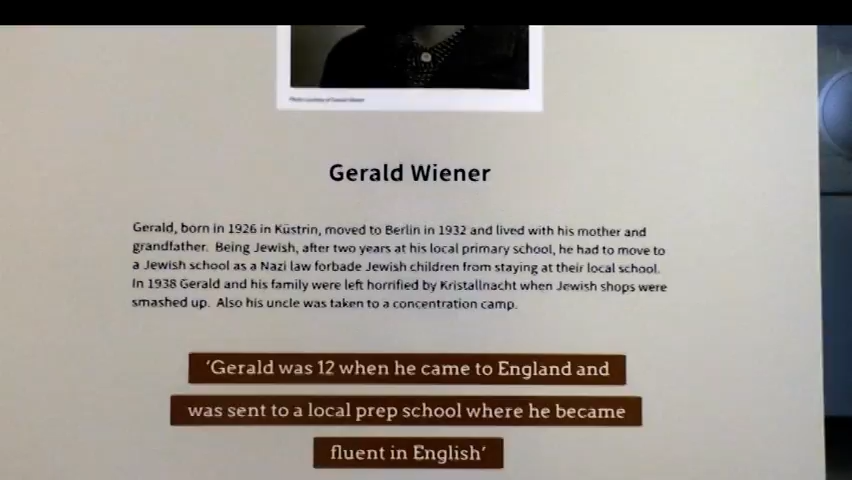 Photo courtesy of Gerald Wiener
Gerald Wiener
Gerald, born in 1926 in Küstrin, moved to Berlin in 1932 and lived with his mother and
grandfather. Being Jewish, after two years at his local primary school, he had to move to
a Jewish school as a Nazi law forbade Jewish children from staying at their local school.
In 1938 Gerald and his family were left horrified by Kristallnacht when Jewish shops were
smashed up. Also his uncle was taken to a concentration camp.
‘Gerald was 12 when he came to England and
was sent to a local prep school where he became
fluent in English’